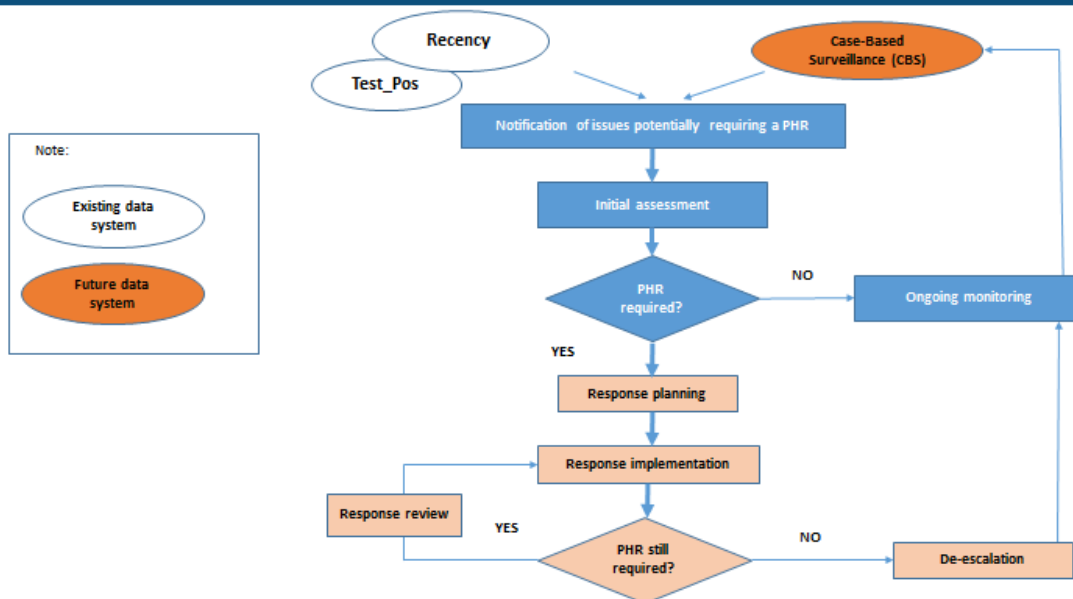 Recency
Test_Pos
Case-Based
Surveillance (CBS)
Notification of issues potentially requiring a PHR
Note:
Existing data
system
Future data
system
Initial assessment
PHR
required?
NO
Ongoing monitoring
YES
Response planning
Response implementation
Response review
YES
PHR still
required?
NO
De-escalation